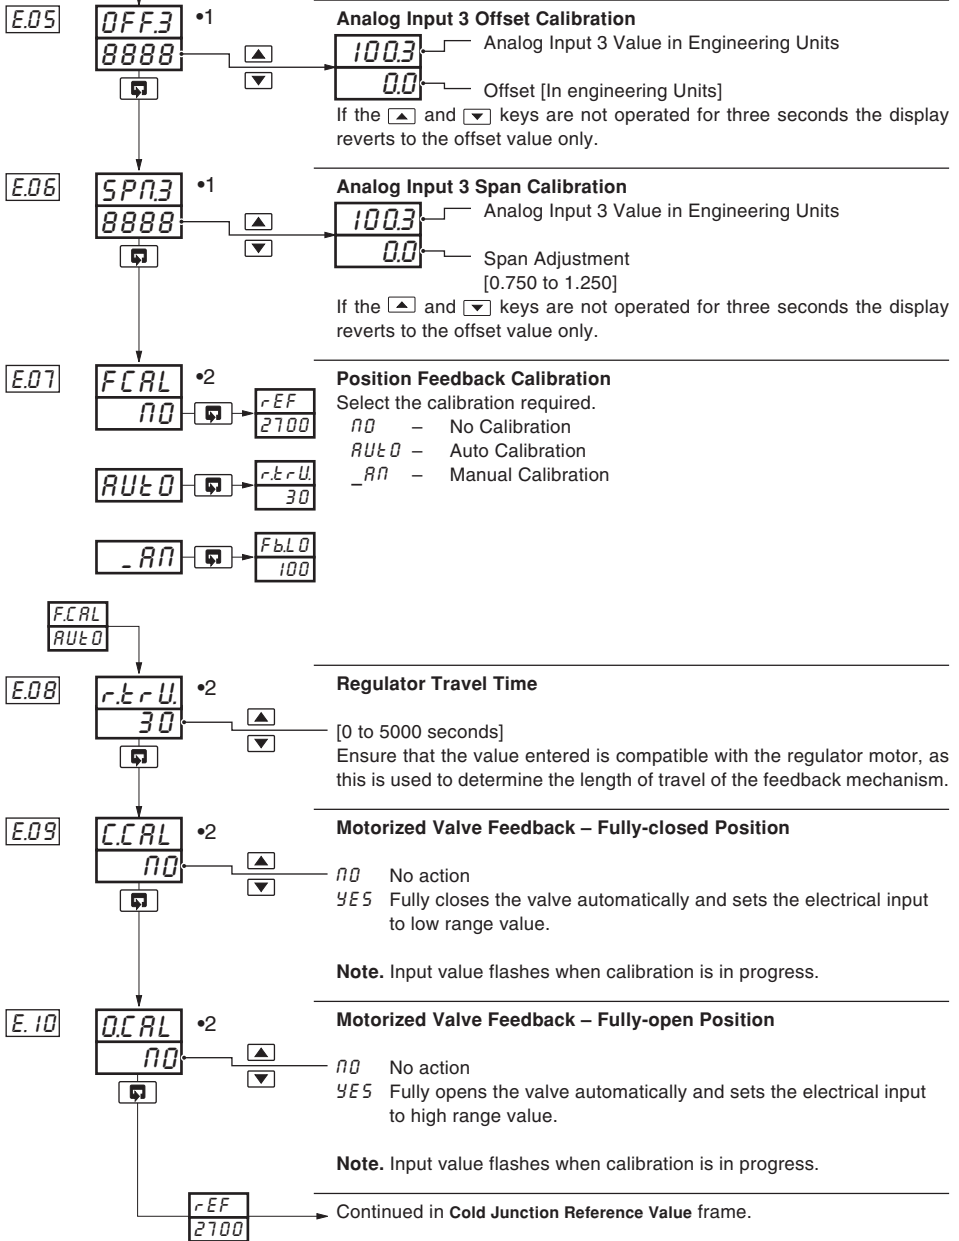 E.05
OFF.3 •1
8888
Analog Input 3 Offset Calibration
100.3 Analog Input 3 Value in Engineering Units
0.0 Offset [In engineering Units]
If the ▲ and ▼ keys are not operated for three seconds the display
reverts to the offset value only.
E.06
SPN.3 •1
8888
Analog Input 3 Span Calibration
100.3 Analog Input 3 Value in Engineering Units
0.0 Span Adjustment
[0.750 to 1.250]
If the ▲ and ▼ keys are not operated for three seconds the display
reverts to the offset value only.
E.07
FCAL •2
NO
rEF
2700
AUtO
r.trV.
30
_AN
Fb.LO
100
Position Feedback Calibration
Select the calibration required.
NO – No Calibration
AUtO – Auto Calibration
_AN – Manual Calibration
F.CAL
AUtO
E.08
r.trV. •2
30
Regulator Travel Time
[0 to 5000 seconds]
Ensure that the value entered is compatible with the regulator motor, as
this is used to determine the length of travel of the feedback mechanism.
E.09
C.CAL •2
NO
Motorized Valve Feedback – Fully-closed Position
NO No action
YES Fully closes the valve automatically and sets the electrical input
to low range value.
Note. Input value flashes when calibration is in progress.
E.10
O.CAL •2
NO
Motorized Valve Feedback – Fully-open Position
NO No action
YES Fully opens the valve automatically and sets the electrical input
to high range value.
Note. Input value flashes when calibration is in progress.
rEF
2700
Continued in Cold Junction Reference Value frame.